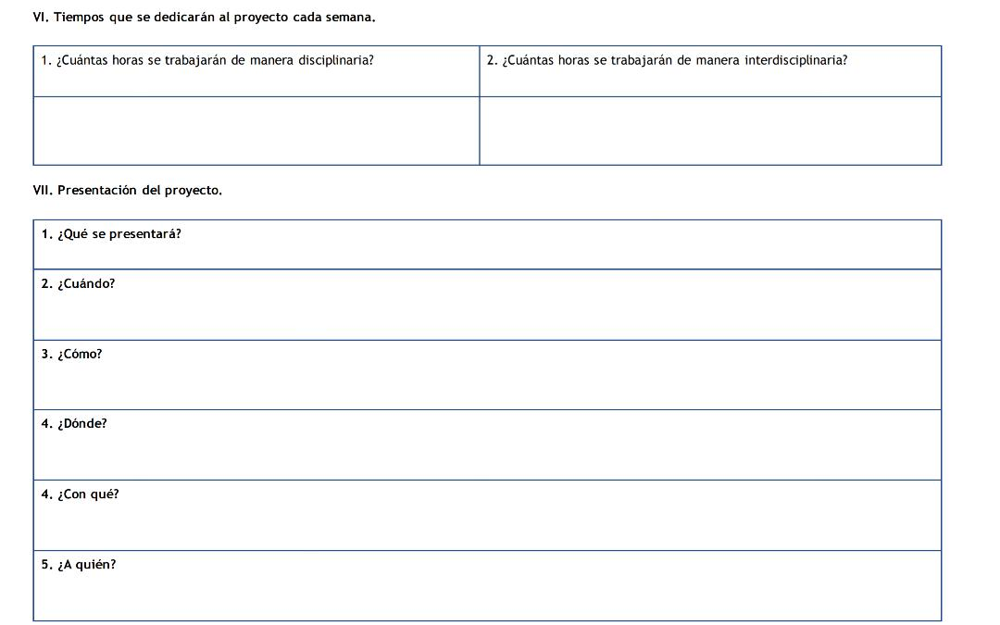 VI. Tiempos que se dedicarán al proyecto cada semana.
1. ¿Cuántas horas se trabajarán de manera disciplinaria?
2. ¿Cuántas horas se trabajarán de manera interdisciplinaria?
VII. Presentación del proyecto.
1. ¿Qué se presentará?
2. ¿Cuándo?
3. ¿Cómo?
4. ¿Dónde?
4. ¿Con qué?
5. ¿A quién?